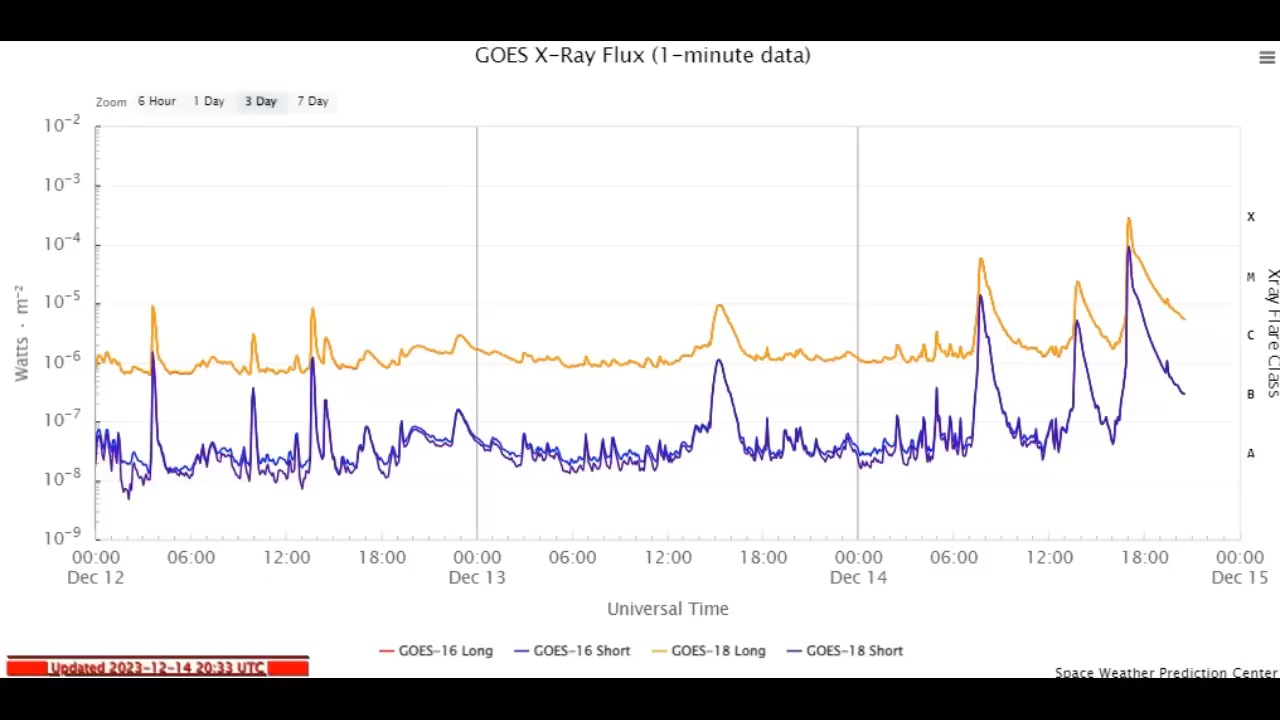 GOES X-Ray Flux (1-minute data)
Zoom 6 Hour 1 Day 3 Day 7 Day
10⁻²
10⁻³
10⁻⁴
10⁻⁵
10⁻⁶
10⁻⁷
10⁻⁸
10⁻⁹
Watts · m⁻²
X
M
C
B
A
Xray Flare Class
00:00 06:00 12:00 18:00 00:00 06:00 12:00 18:00 00:00 06:00 12:00 18:00 00:00
Dec 12 Dec 13 Dec 14 Dec 15
Universal Time
GOES-16 Long GOES-16 Short GOES-18 Long GOES-18 Short
Updated 2023-12-14 20:33 UTC
Space Weather Prediction Center